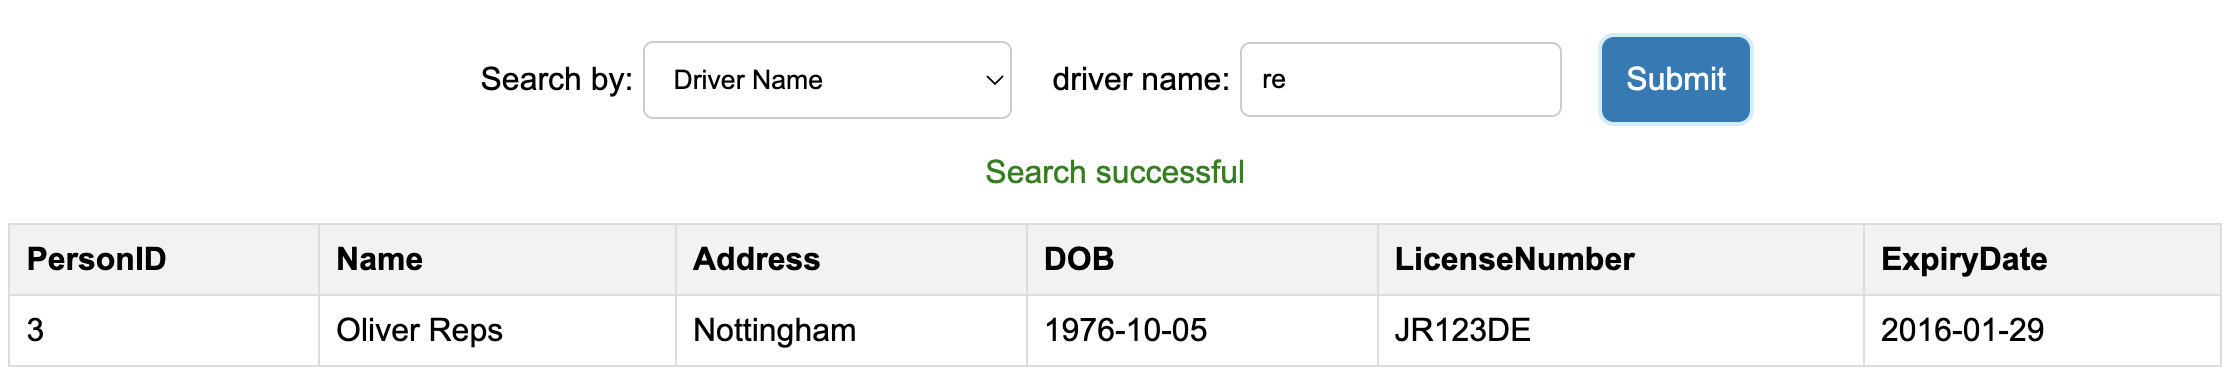 Search by: Driver Name driver name: re Submit
Search successful
PersonID Name Address DOB LicenseNumber ExpiryDate
3 Oliver Reps Nottingham 1976-10-05 JR123DE 2016-01-29